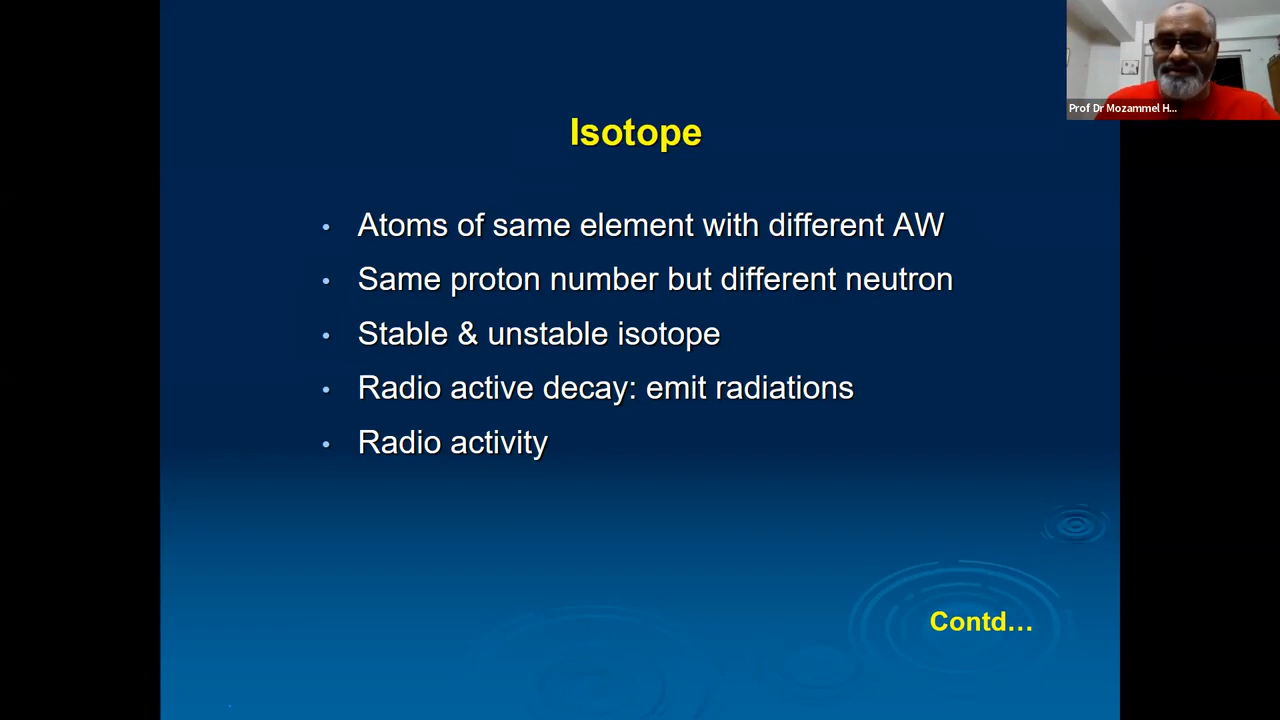 Prof Dr Mozammel H...
Isotope
• Atoms of same element with different AW
• Same proton number but different neutron
• Stable & unstable isotope
• Radio active decay: emit radiations
• Radio activity
Contd...